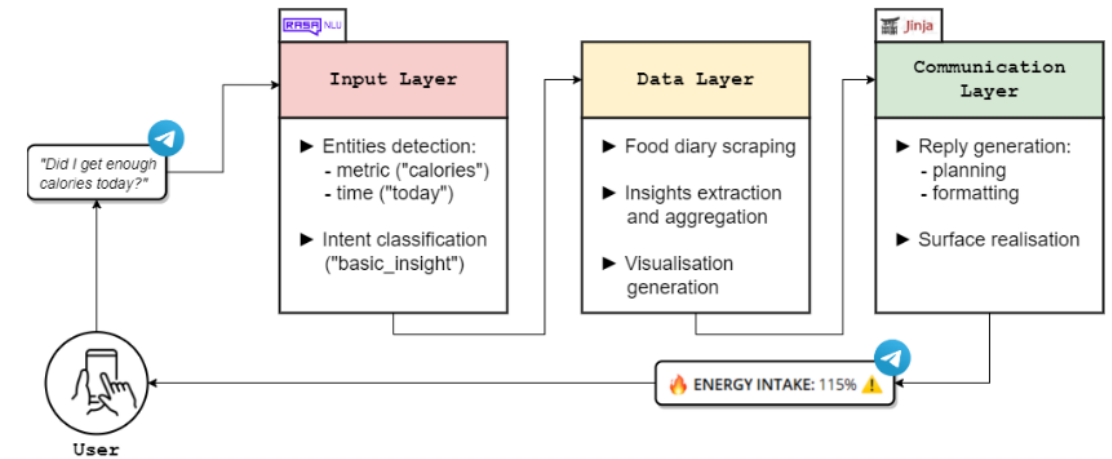 RASA NLU
Jinja
Input Layer
Data Layer
Communication
Layer
"Did I get enough
calories today?"
► Entities detection:
- metric ("calories")
- time ("today")
► Intent classification
("basic_insight")
► Food diary scraping
► Insights extraction
and aggregation
► Visualisation
generation
► Reply generation:
- planning
- formatting
► Surface realisation
🔥 ENERGY INTAKE: 115% ⚠️
User